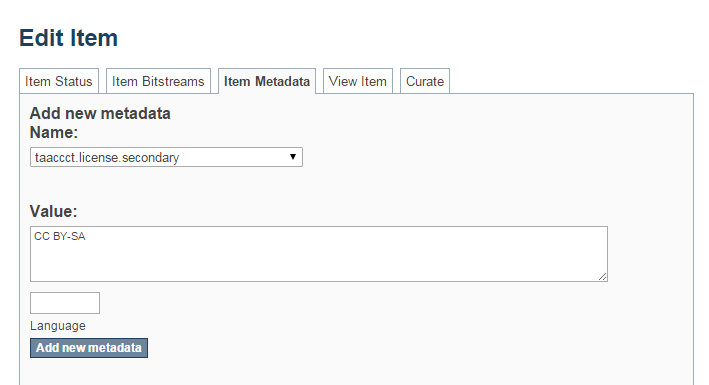 Edit Item
Item Status Item Bitstreams Item Metadata View Item Curate
Add new metadata
Name:
taaccct.license.secondary
Value:
CC BY-SA
Language
Add new metadata